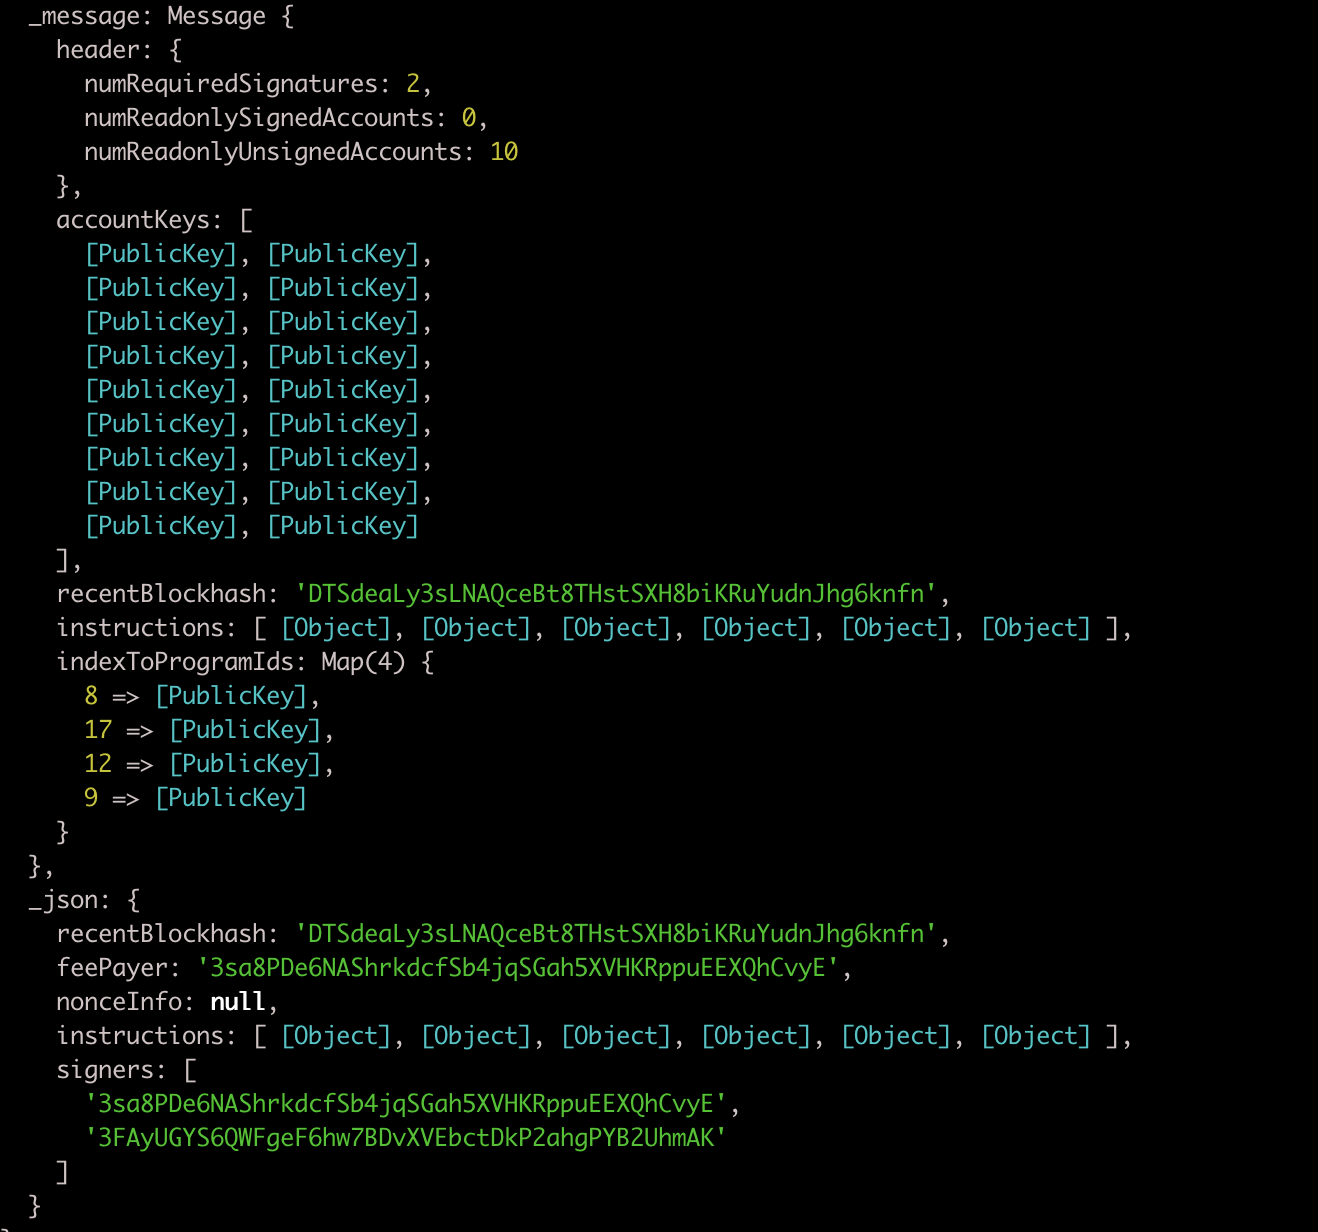 _message: Message {
header: {
numRequiredSignatures: 2,
numReadonlySignedAccounts: 0,
numReadonlyUnsignedAccounts: 10
},
accountKeys: [
[PublicKey], [PublicKey],
[PublicKey], [PublicKey],
[PublicKey], [PublicKey],
[PublicKey], [PublicKey],
[PublicKey], [PublicKey],
[PublicKey], [PublicKey],
[PublicKey], [PublicKey],
[PublicKey], [PublicKey],
[PublicKey], [PublicKey]
],
recentBlockhash: 'DTSdeaLy3sLNAQceBt8THstSXH8biKRuYudnJhg6knfn',
instructions: [ [Object], [Object], [Object], [Object], [Object], [Object] ],
indexToProgramIds: Map(4) {
8 => [PublicKey],
17 => [PublicKey],
12 => [PublicKey],
9 => [PublicKey]
}
},
_json: {
recentBlockhash: 'DTSdeaLy3sLNAQceBt8THstSXH8biKRuYudnJhg6knfn',
feePayer: '3sa8PDe6NAShrkdcfSb4jqSGah5XVHKRppuEEXQhCvyE',
nonceInfo: null,
instructions: [ [Object], [Object], [Object], [Object], [Object], [Object] ],
signers: [
'3sa8PDe6NAShrkdcfSb4jqSGah5XVHKRppuEEXQhCvyE',
'3FAyUGYS6QWFgeF6hw7BDvXVEbctDkP2ahgPYB2UhmAK'
]
}